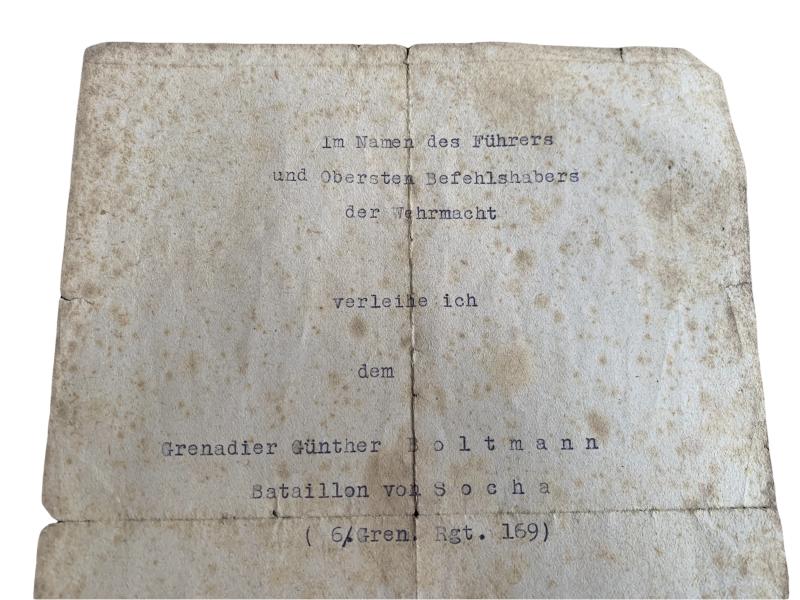 Im Namen des Führers
und Obersten Befehlshabers
der Wehrmacht
verleihe ich
dem
Grenadier Günther B o l t m a n n
Bataillon von S o c h a
( 6/Gren. Rgt. 169)